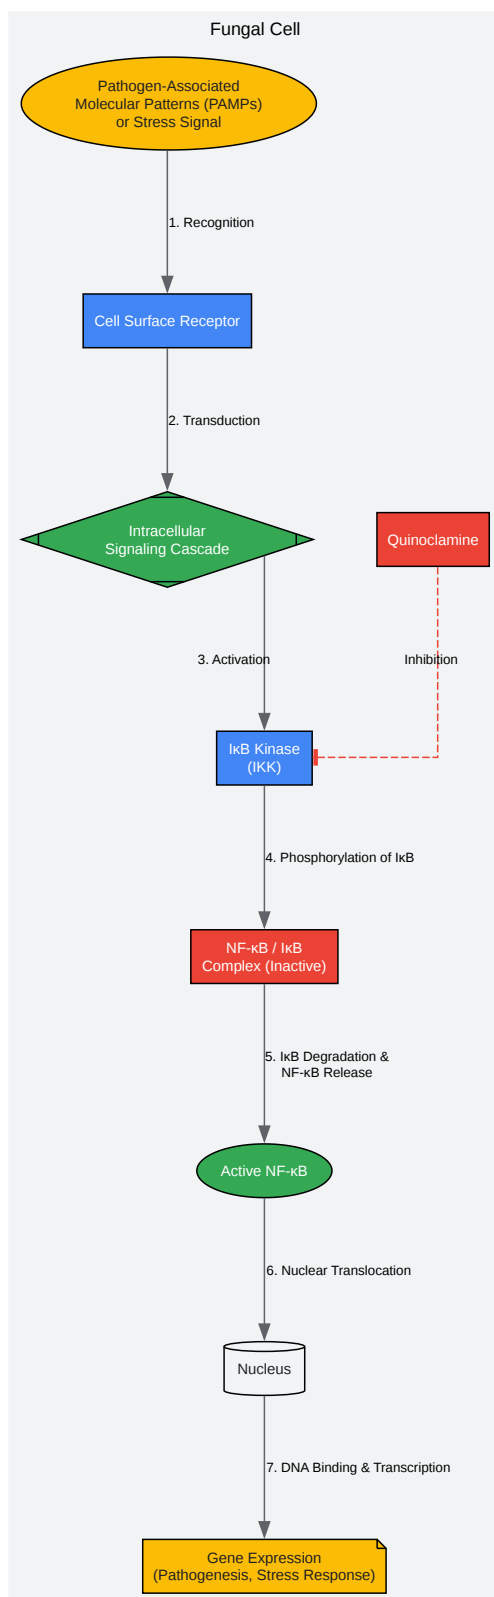 Fungal Cell
Pathogen-Associated
Molecular Patterns (PAMPs)
or Stress Signal
1. Recognition
Cell Surface Receptor
2. Transduction
Intracellular
Signaling Cascade
Quinoclamine
3. Activation
Inhibition
IκB Kinase
(IKK)
4. Phosphorylation of IκB
NF-κB / IκB
Complex (Inactive)
5. IκB Degradation &
NF-κB Release
Active NF-κB
6. Nuclear Translocation
Nucleus
7. DNA Binding & Transcription
Gene Expression
(Pathogenesis, Stress Response)